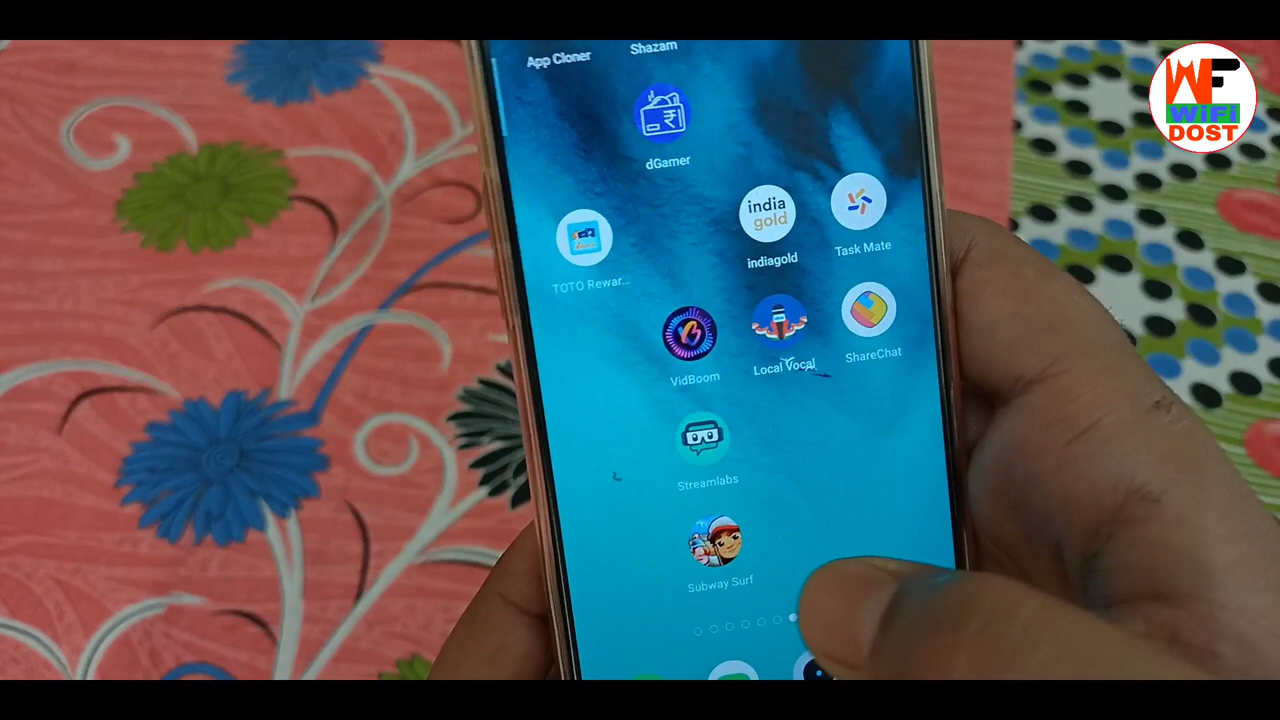 App Cloner
Shazam
dGamer
TOTO Rewar...
india
gold
indiagold
Task Mate
VidBoom
Local Vocal
ShareChat
Streamlabs
Subway Surf
WF
WiFi
DOST